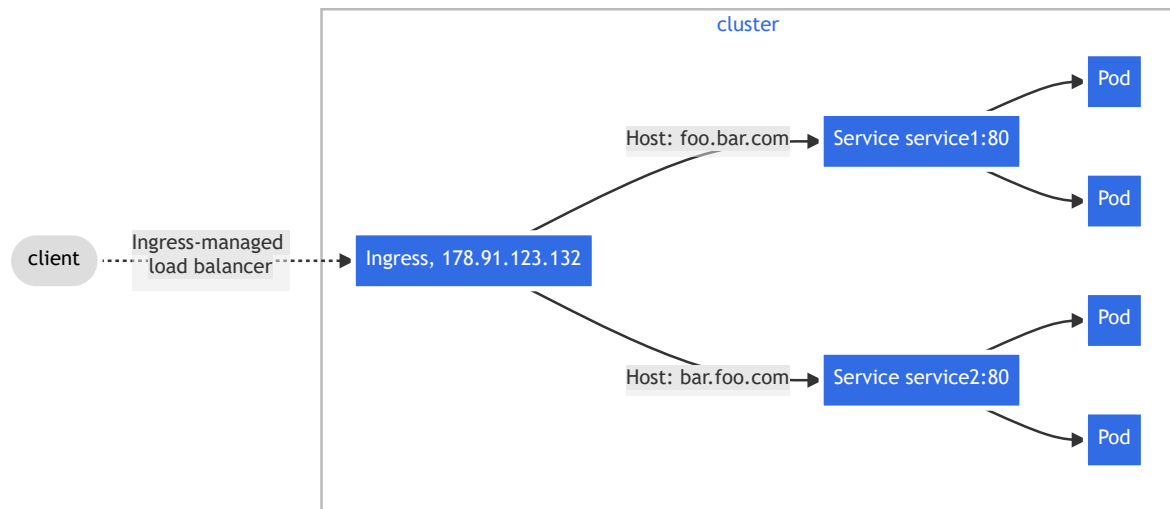 cluster
Pod
Host: foo.bar.com
Service service1:80
Pod
client
Ingress-managed
load balancer
Ingress, 178.91.123.132
Pod
Host: bar.foo.com
Service service2:80
Pod